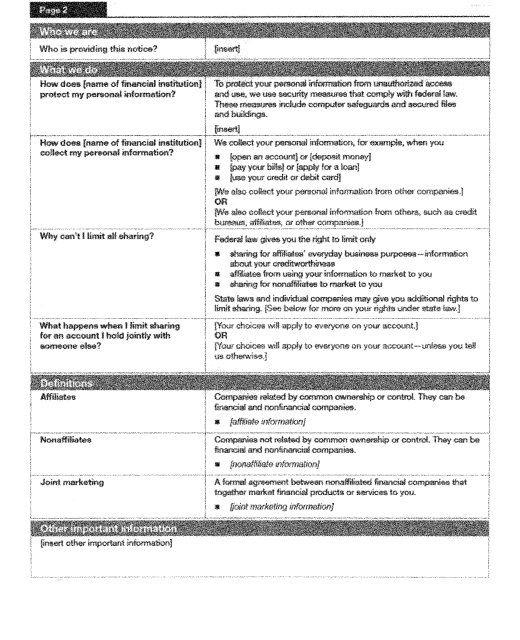 Page 2
Who we are
Who is providing this notice?
[insert]
What we do
How does [name of financial institution]
protect my personal information?
To protect your personal information from unauthorized access
and use, we use security measures that comply with federal law.
These measures include computer safeguards and secured files
and buildings.
[insert]
How does [name of financial institution]
collect my personal information?
We collect your personal information, for example, when you
■ [open an account] or [deposit money]
■ [pay your bills] or [apply for a loan]
■ [use your credit or debit card]
[We also collect your personal information from other companies.]
OR
[We also collect your personal information from others, such as credit
bureaus, affiliates, or other companies.]
Why can't I limit all sharing?
Federal law gives you the right to limit only
■ sharing for affiliates' everyday business purposes—information
about your creditworthiness
■ affiliates from using your information to market to you
■ sharing for nonaffiliates to market to you
State laws and individual companies may give you additional rights to
limit sharing. [See below for more on your rights under state law.]
What happens when I limit sharing
for an account I hold jointly with
someone else?
[Your choices will apply to everyone on your account.]
OR
[Your choices will apply to everyone on your account—unless you tell
us otherwise.]
Definitions
Affiliates
Companies related by common ownership or control. They can be
financial and nonfinancial companies.
■ [affiliate information]
Nonaffiliates
Companies not related by common ownership or control. They can be
financial and nonfinancial companies.
■ [nonaffiliate information]
Joint marketing
A formal agreement between nonaffiliated financial companies that
together market financial products or services to you.
■ [joint marketing information]
Other important information
[insert other important information]